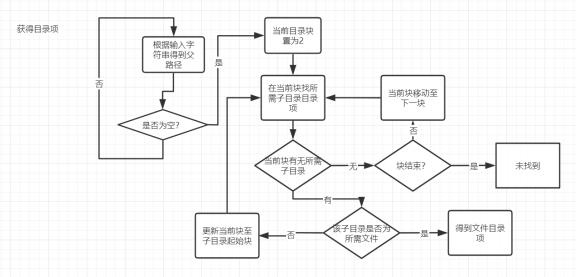 获得目录项
根据输入字
符串得到父
路径
是否为空?
否
是
当前目录块
置为2
在当前块找所
需子目录目录
项
当前块移动至
下一块
否
当前块有无所需
子目录
无
块结束?
是
未找到
有
该子目录是否为
所需文件
否
更新当前块至
子目录起始块
是
得到文件目录
项